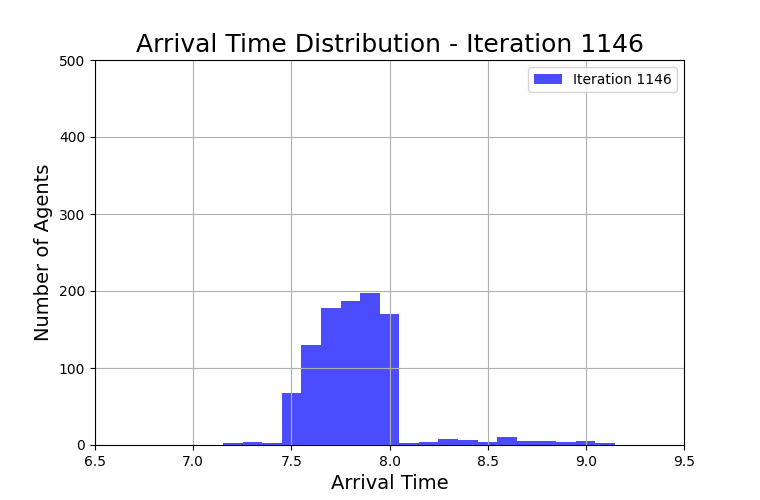 Arrival Time Distribution - Iteration 1146
Iteration 1146
Number of Agents
500
400
300
200
100
0
6.5 7.0 7.5 8.0 8.5 9.0 9.5
Arrival Time